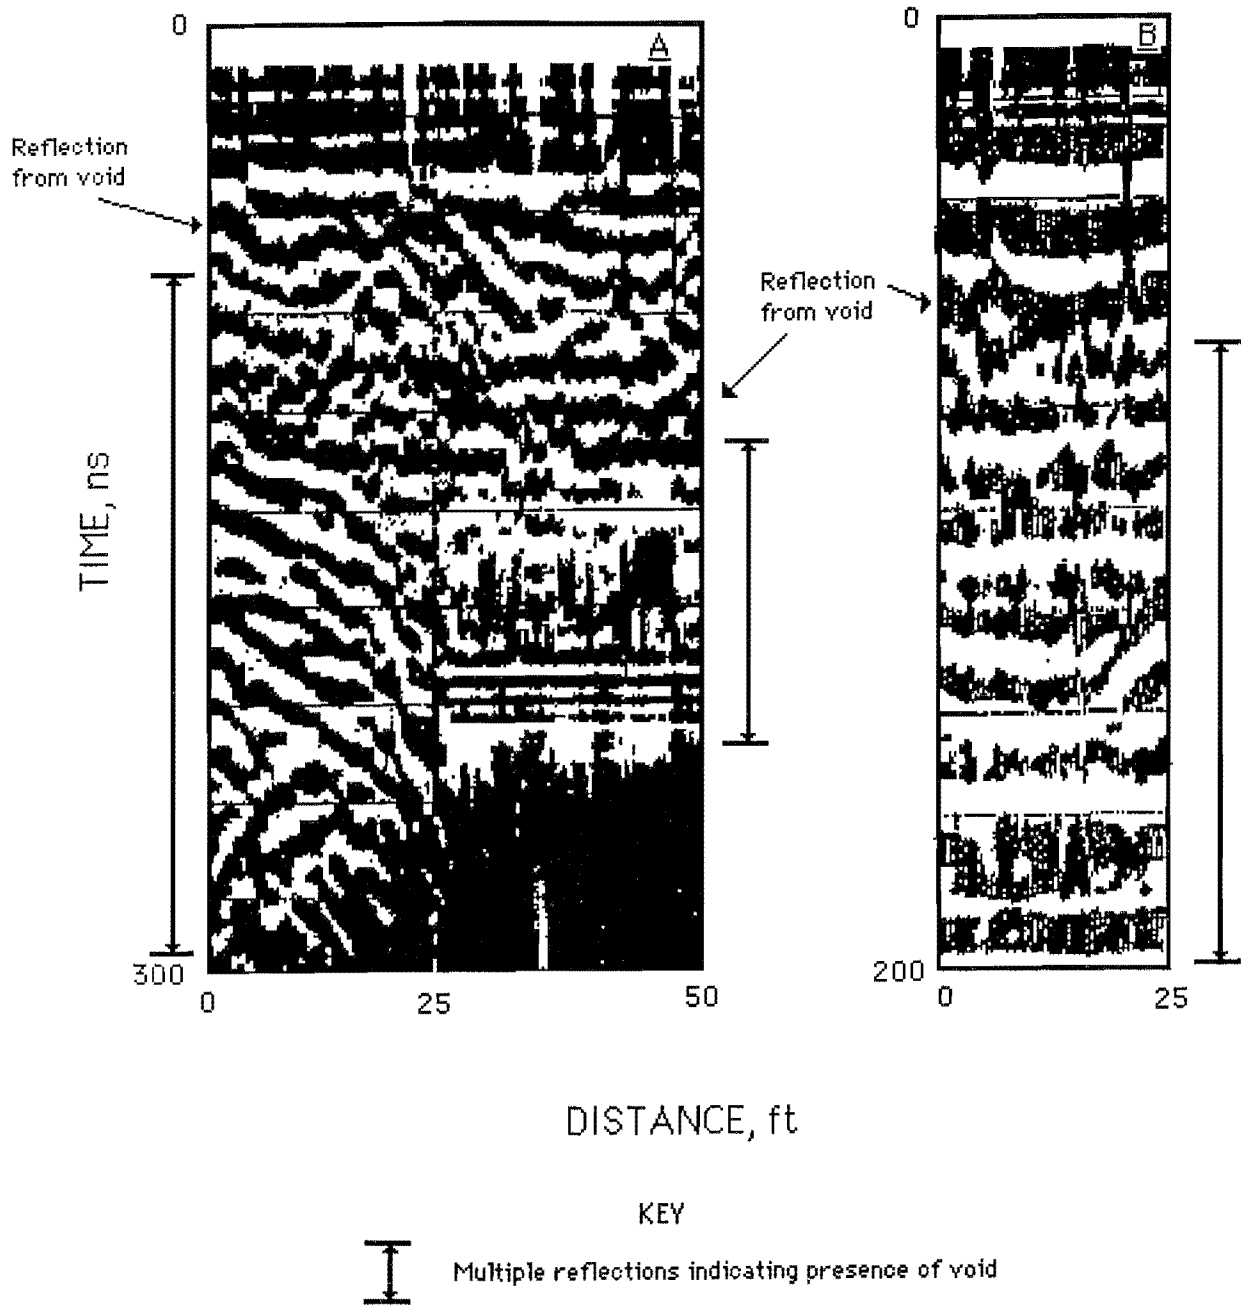 0
A
0
B
Reflection
from void
Reflection
from void
TIME, ns
300
0
25
50
200
0
25
DISTANCE, ft
KEY
Multiple reflections indicating presence of void